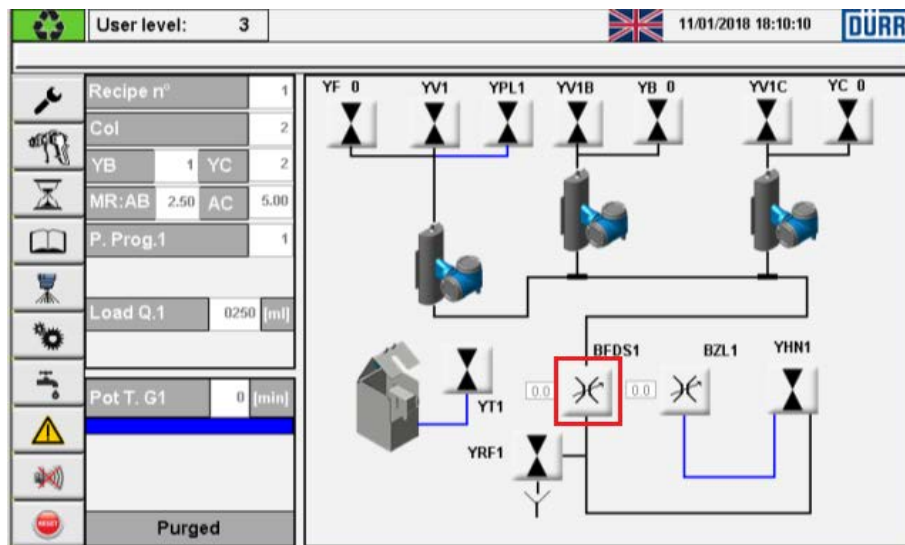 User level: 3
11/01/2018 18:10:10
DÜRR
Recipe nº 1
Col 2
YB 1 YC 2
MR:AB 2.50 AC 5.00
P. Prog.1 1
Load Q.1 0250 [ml]
Pot T. G1 0 [min]
Purged
YF 0 YV1 YPL1 YV1B YB 0 YV1C YC 0
BFDS1 BZL1 YHN1
0.0 0.0
YT1
YRF1
RESET